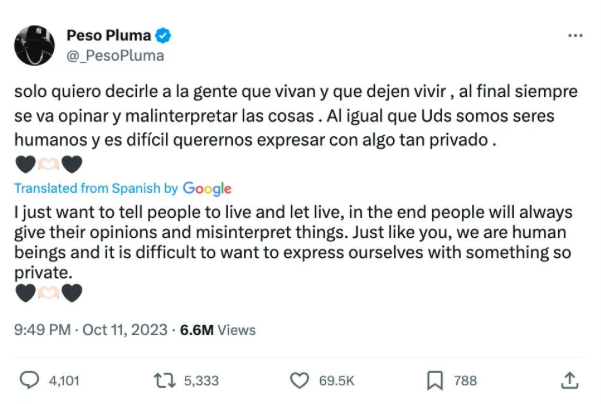 Peso Pluma
@_PesoPluma
solo quiero decirle a la gente que vivan y que dejen vivir , al final siempre
se va opinar y malinterpretar las cosas . Al igual que Uds somos seres
humanos y es difícil querernos expresar con algo tan privado .
🖤🫶🏻🖤
Translated from Spanish by Google
I just want to tell people to live and let live, in the end people will always
give their opinions and misinterpret things. Just like you, we are human
beings and it is difficult to want to express ourselves with something so
private.
🖤🫶🏻🖤
9:49 PM · Oct 11, 2023 · 6.6M Views
4,101 5,333 69.5K 788